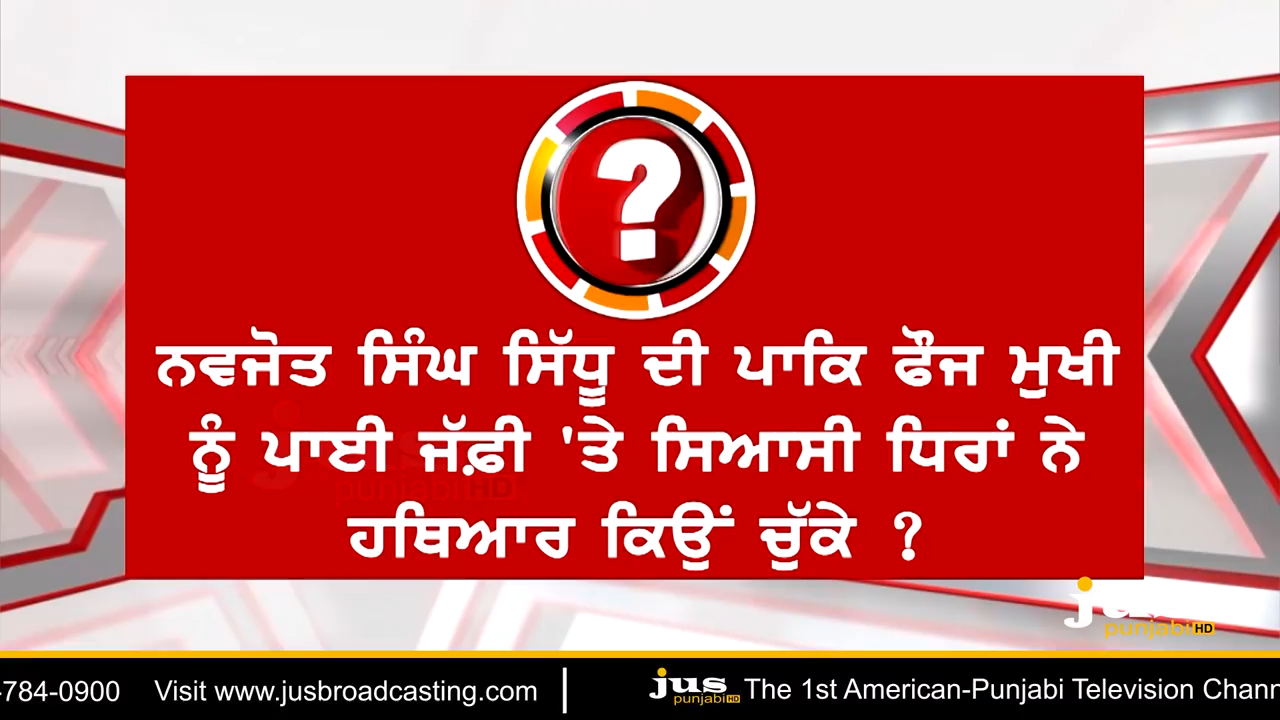 ?
ਨਵਜੋਤ ਸਿੰਘ ਸਿੱਧੂ ਦੀ ਪਾਕਿ ਫੌਜ ਮੁਖੀ
ਨੂੰ ਪਾਈ ਜੱਫ਼ੀ 'ਤੇ ਸਿਆਸੀ ਧਿਰਾਂ ਨੇ
ਹਥਿਆਰ ਕਿਉਂ ਚੁੱਕੇ ?
jus
punjabi HD
-784-0900 Visit www.jusbroadcasting.com | jus punjabi HD The 1st American-Punjabi Television Chann